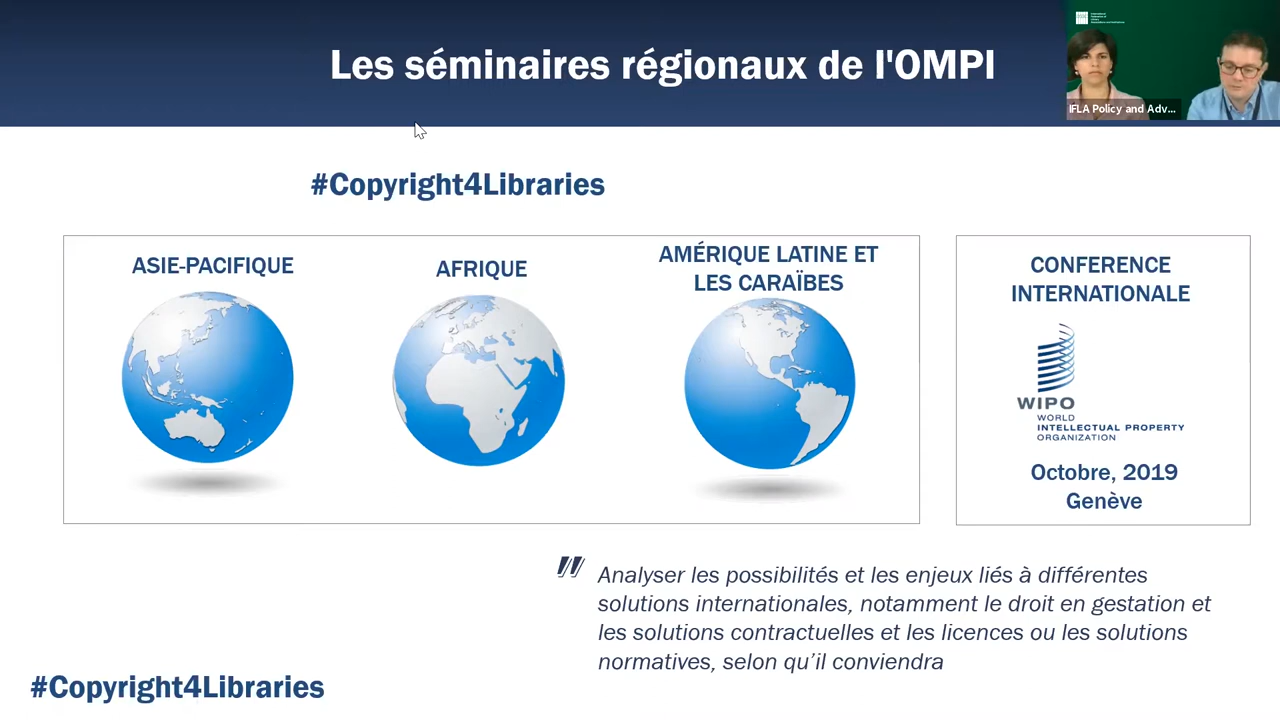 Les séminaires régionaux de l'OMPI
IFLA Policy and Adv...
#Copyright4Libraries
ASIE-PACIFIQUE
AFRIQUE
AMÉRIQUE LATINE ET
LES CARAÏBES
CONFERENCE
INTERNATIONALE
WIPO
WORLD
INTELLECTUAL PROPERTY
ORGANIZATION
Octobre, 2019
Genève
" Analyser les possibilités et les enjeux liés à différentes
solutions internationales, notamment le droit en gestation et
les solutions contractuelles et les licences ou les solutions
normatives, selon qu’il conviendra
#Copyright4Libraries